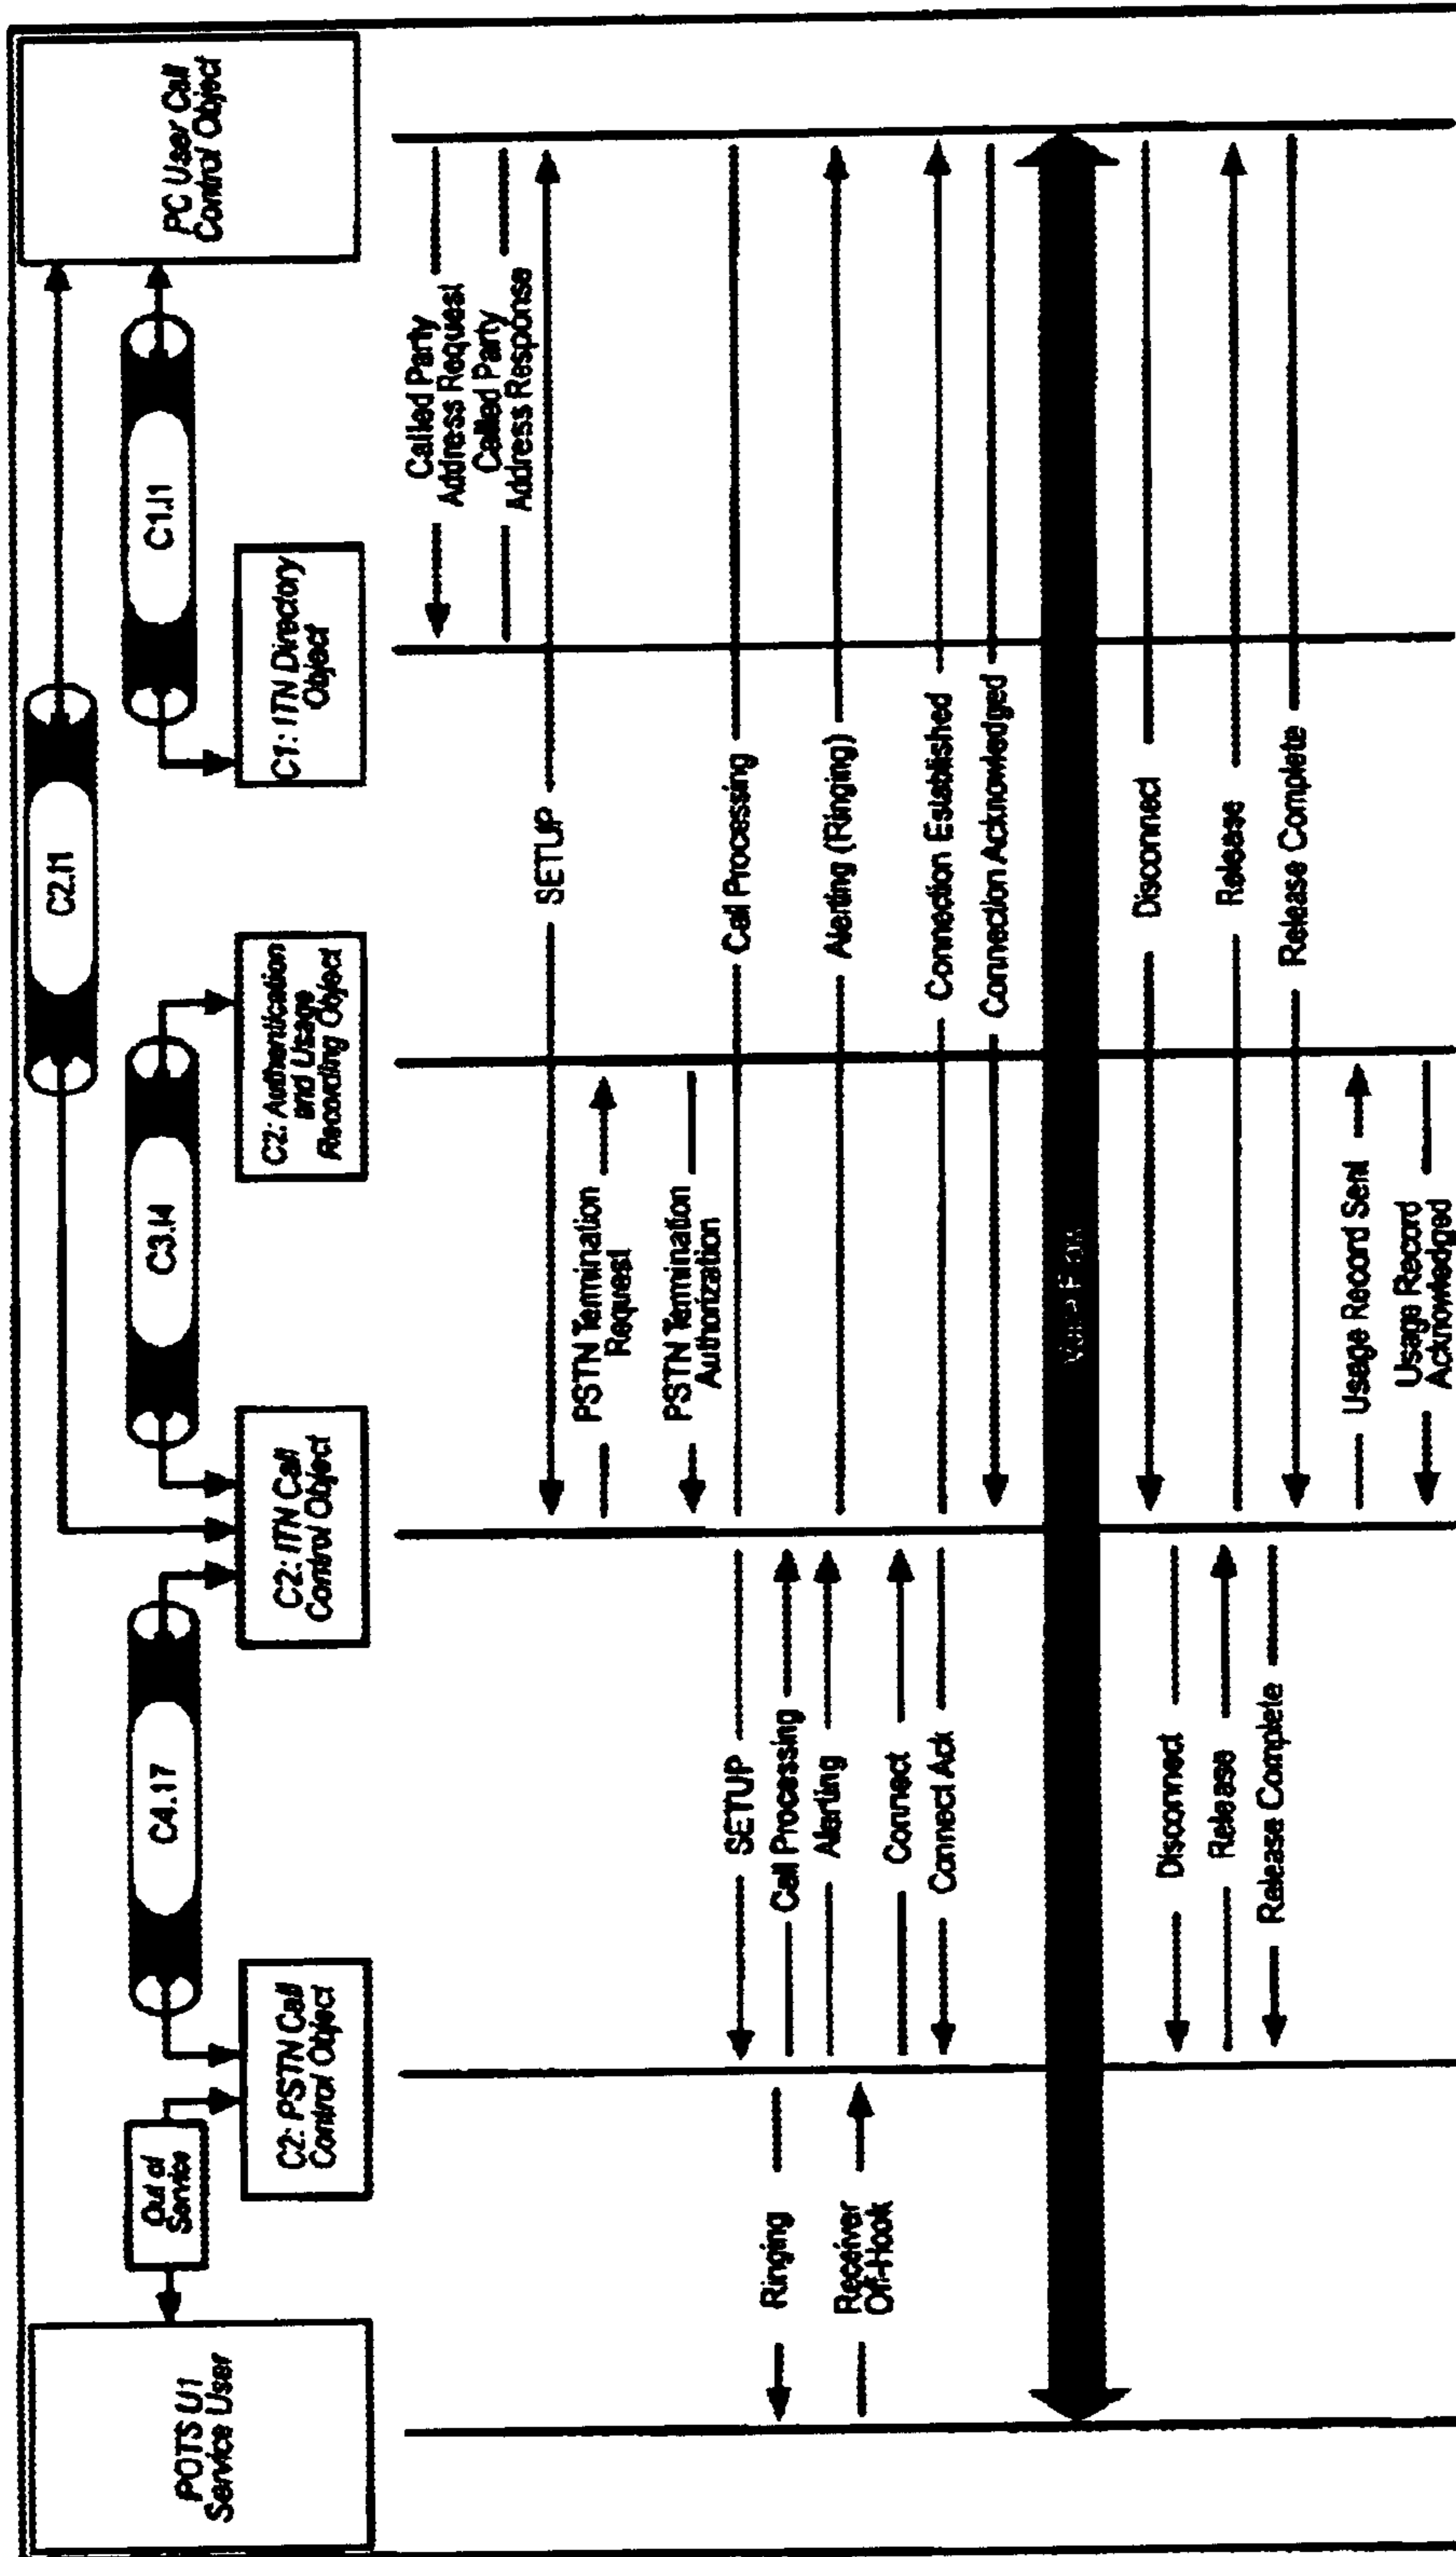 POTS U1
Service User
Out of
Service
C4.17
C3.I4
C2.I1
C1.I1
PC User Call
Control Object
C2: PSTN Call
Control Object
C2: ITN Call
Control Object
C2: Authentication
and Usage
Recording Object
C1: ITN Directory
Object
Called Party
Address Request
Called Party
Address Response
SETUP
PSTN Termination
Request
PSTN Termination
Authorization
SETUP
Call Processing
Ringing
Call Processing
Alerting
Alerting (Ringing)
Receiver
Off-Hook
Connect
Connection Established
Connect Ack
Connection Acknowledged
Disconnect
Disconnect
Release
Release
Release Complete
Release Complete
Usage Record Sent
Usage Record
Acknowledged